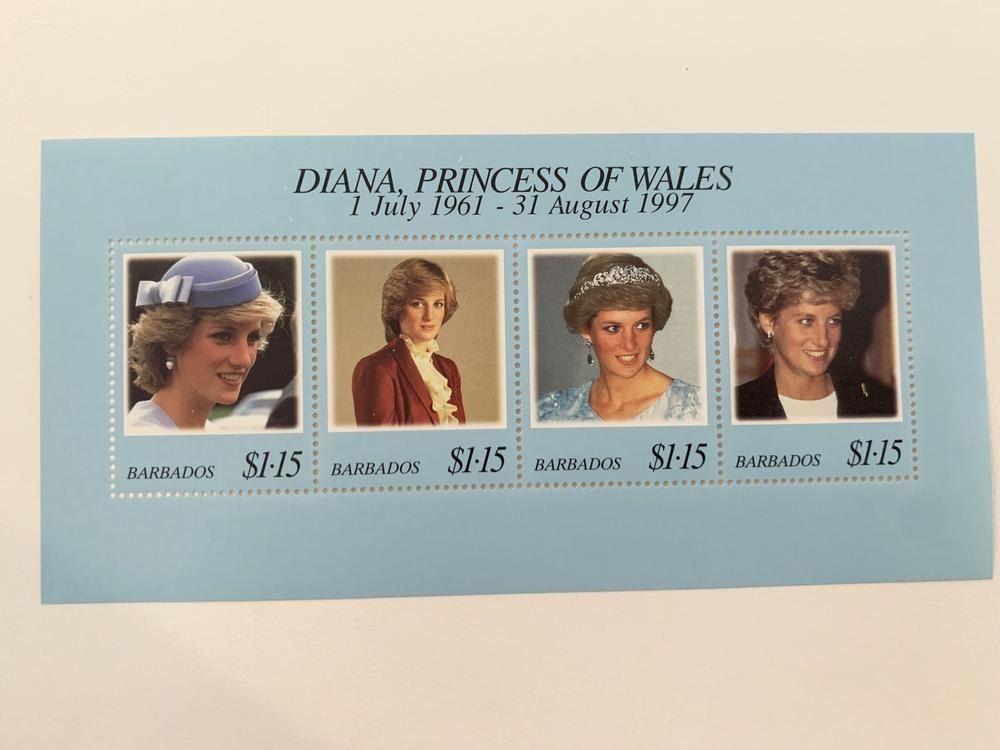 DIANA, PRINCESS OF WALES
1 July 1961 - 31 August 1997
BARBADOS $1·15 BARBADOS $1·15 BARBADOS $1·15 BARBADOS $1·15